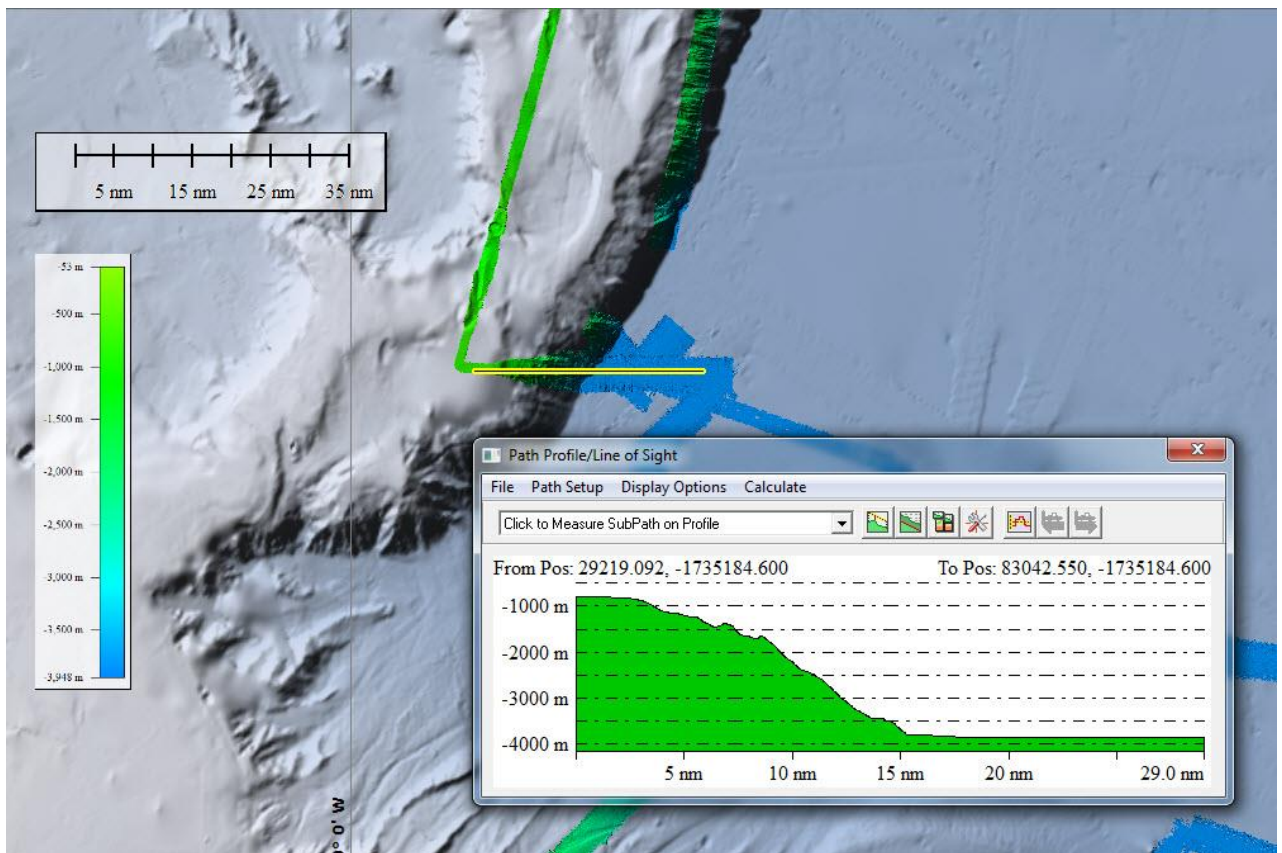 5 nm 15 nm 25 nm 35 nm
-53 m
-500 m
-1,000 m
-1,500 m
-2,000 m
-2,500 m
-3,000 m
-3,500 m
-3,948 m
Path Profile/Line of Sight
File Path Setup Display Options Calculate
Click to Measure SubPath on Profile
From Pos: 29219.092, -1735184.600 To Pos: 83042.550, -1735184.600
-1000 m
-2000 m
-3000 m
-4000 m
5 nm 10 nm 15 nm 20 nm 29.0 nm
0' W